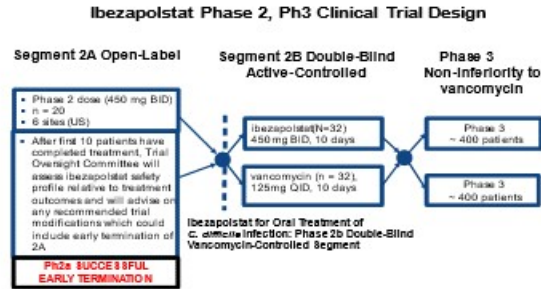 Ibezapolstat Phase 2, Ph3 Clinical Trial Design
Segment 2A Open-Label
• Phase 2 dose (450 mg BID)
• n = 20
• 6 sites (US)
• After first 10 patients have
completed treatment, Trial
Oversight Committee will
assess ibezapolstat safety
profile relative to treatment
outcomes and will advise on
any recommended trial
modifications which could
include early termination of
2A
Ph2a SUCCESSFUL
EARLY TERMINATION
Segment 2B Double-Blind
Active-Controlled
ibezapolstat(N=32)
450mg BID, 10 days
vancomycin (n = 32),
125mg QID, 10 days
Ibezapolstat for Oral Treatment of
C. difficile Infection: Phase 2b Double-Blind
Vancomycin-Controlled Segment
Phase 3
Non-Inferiority to
vancomycin
Phase 3
~ 400 patients
Phase 3
~ 400 patients